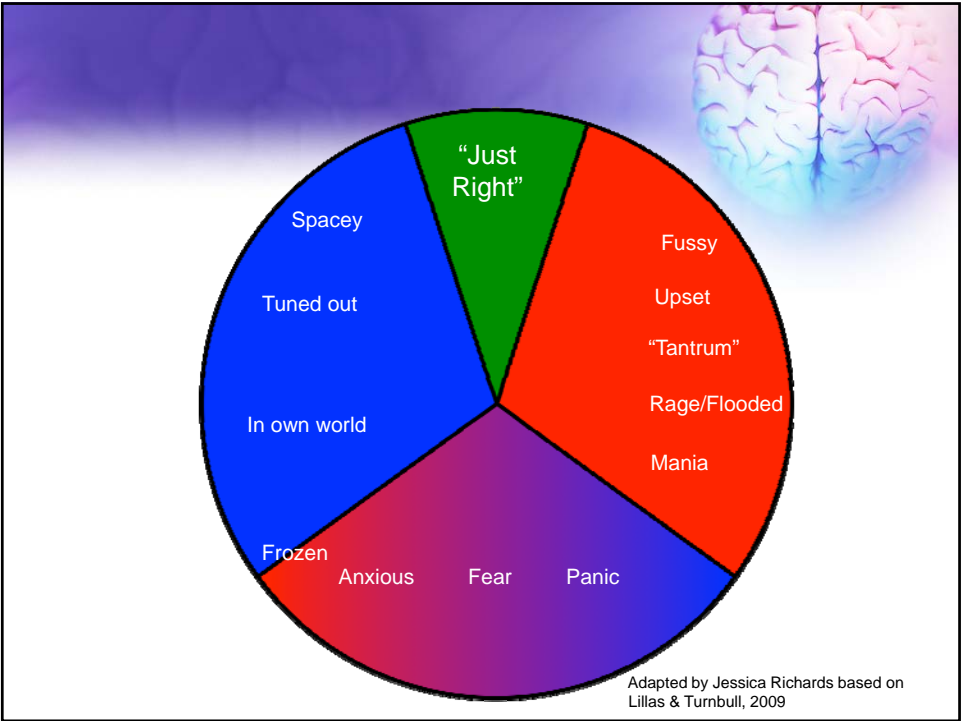 “Just
Right”
Spacey
Tuned out
In own world
Frozen
Fussy
Upset
“Tantrum”
Rage/Flooded
Mania
Anxious
Fear
Panic
Adapted by Jessica Richards based on
Lillas & Turnbull, 2009